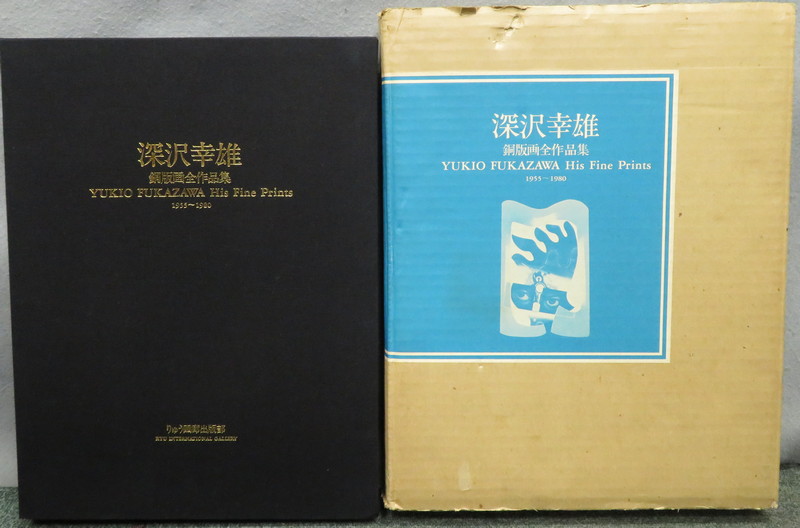 深沢幸雄
銅版画全作品集
YUKIO FUKAZAWA His Fine Prints
1955〜1980
りゅう画廊出版部
RYU INTERNATIONAL GALLERY
深沢幸雄
銅版画全作品集
YUKIO FUKAZAWA His Fine Prints
1955−1980